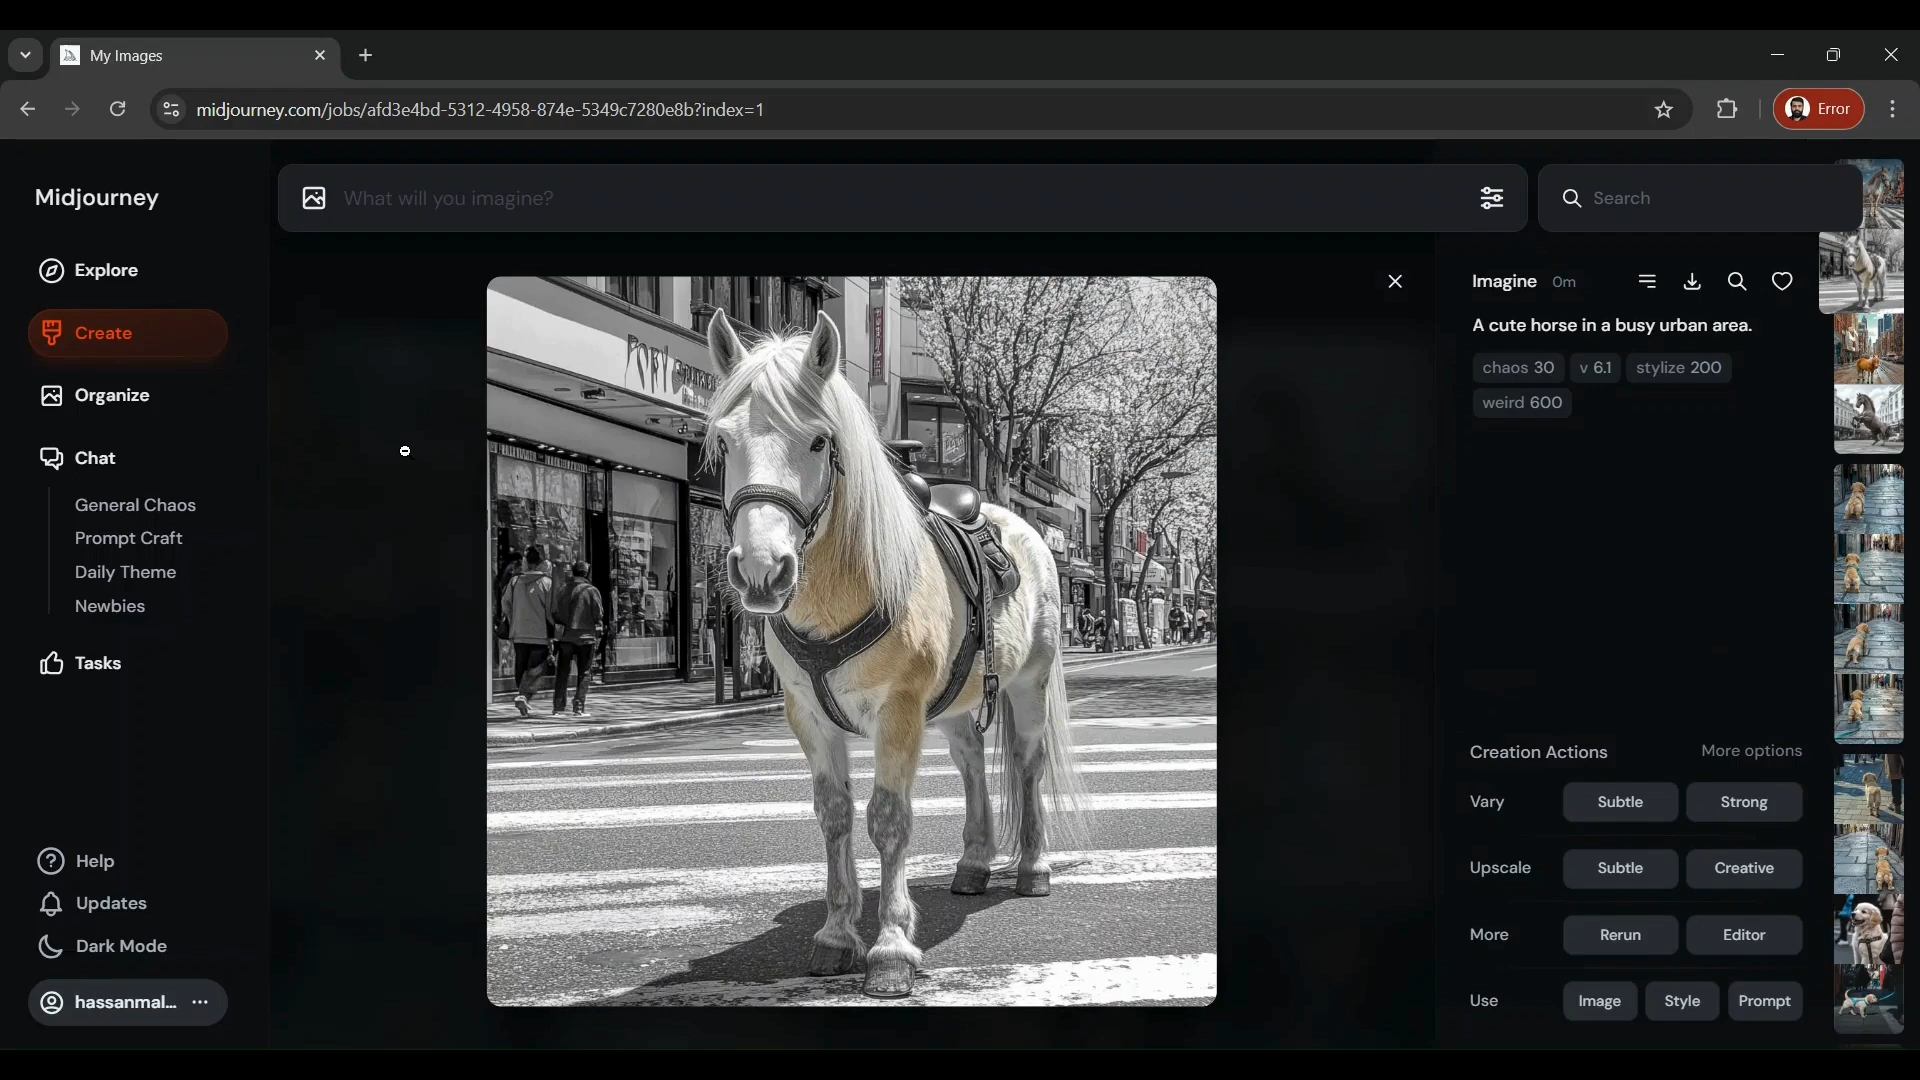 My Images
midjourney.com/jobs/afd3e4bd-5312-4958-874e-5349c7280e8b?index=1
Error
Midjourney
What will you imagine?
Search
Explore
Create
Organize
Chat
General Chaos
Prompt Craft
Daily Theme
Newbies
Tasks
Help
Updates
Dark Mode
hassanmal... ...
Imagine 0m
A cute horse in a busy urban area.
chaos 30 v 6.1 stylize 200
weird 600
Creation Actions More options
Vary Subtle Strong
Upscale Subtle Creative
More Rerun Editor
Use Image Style Prompt